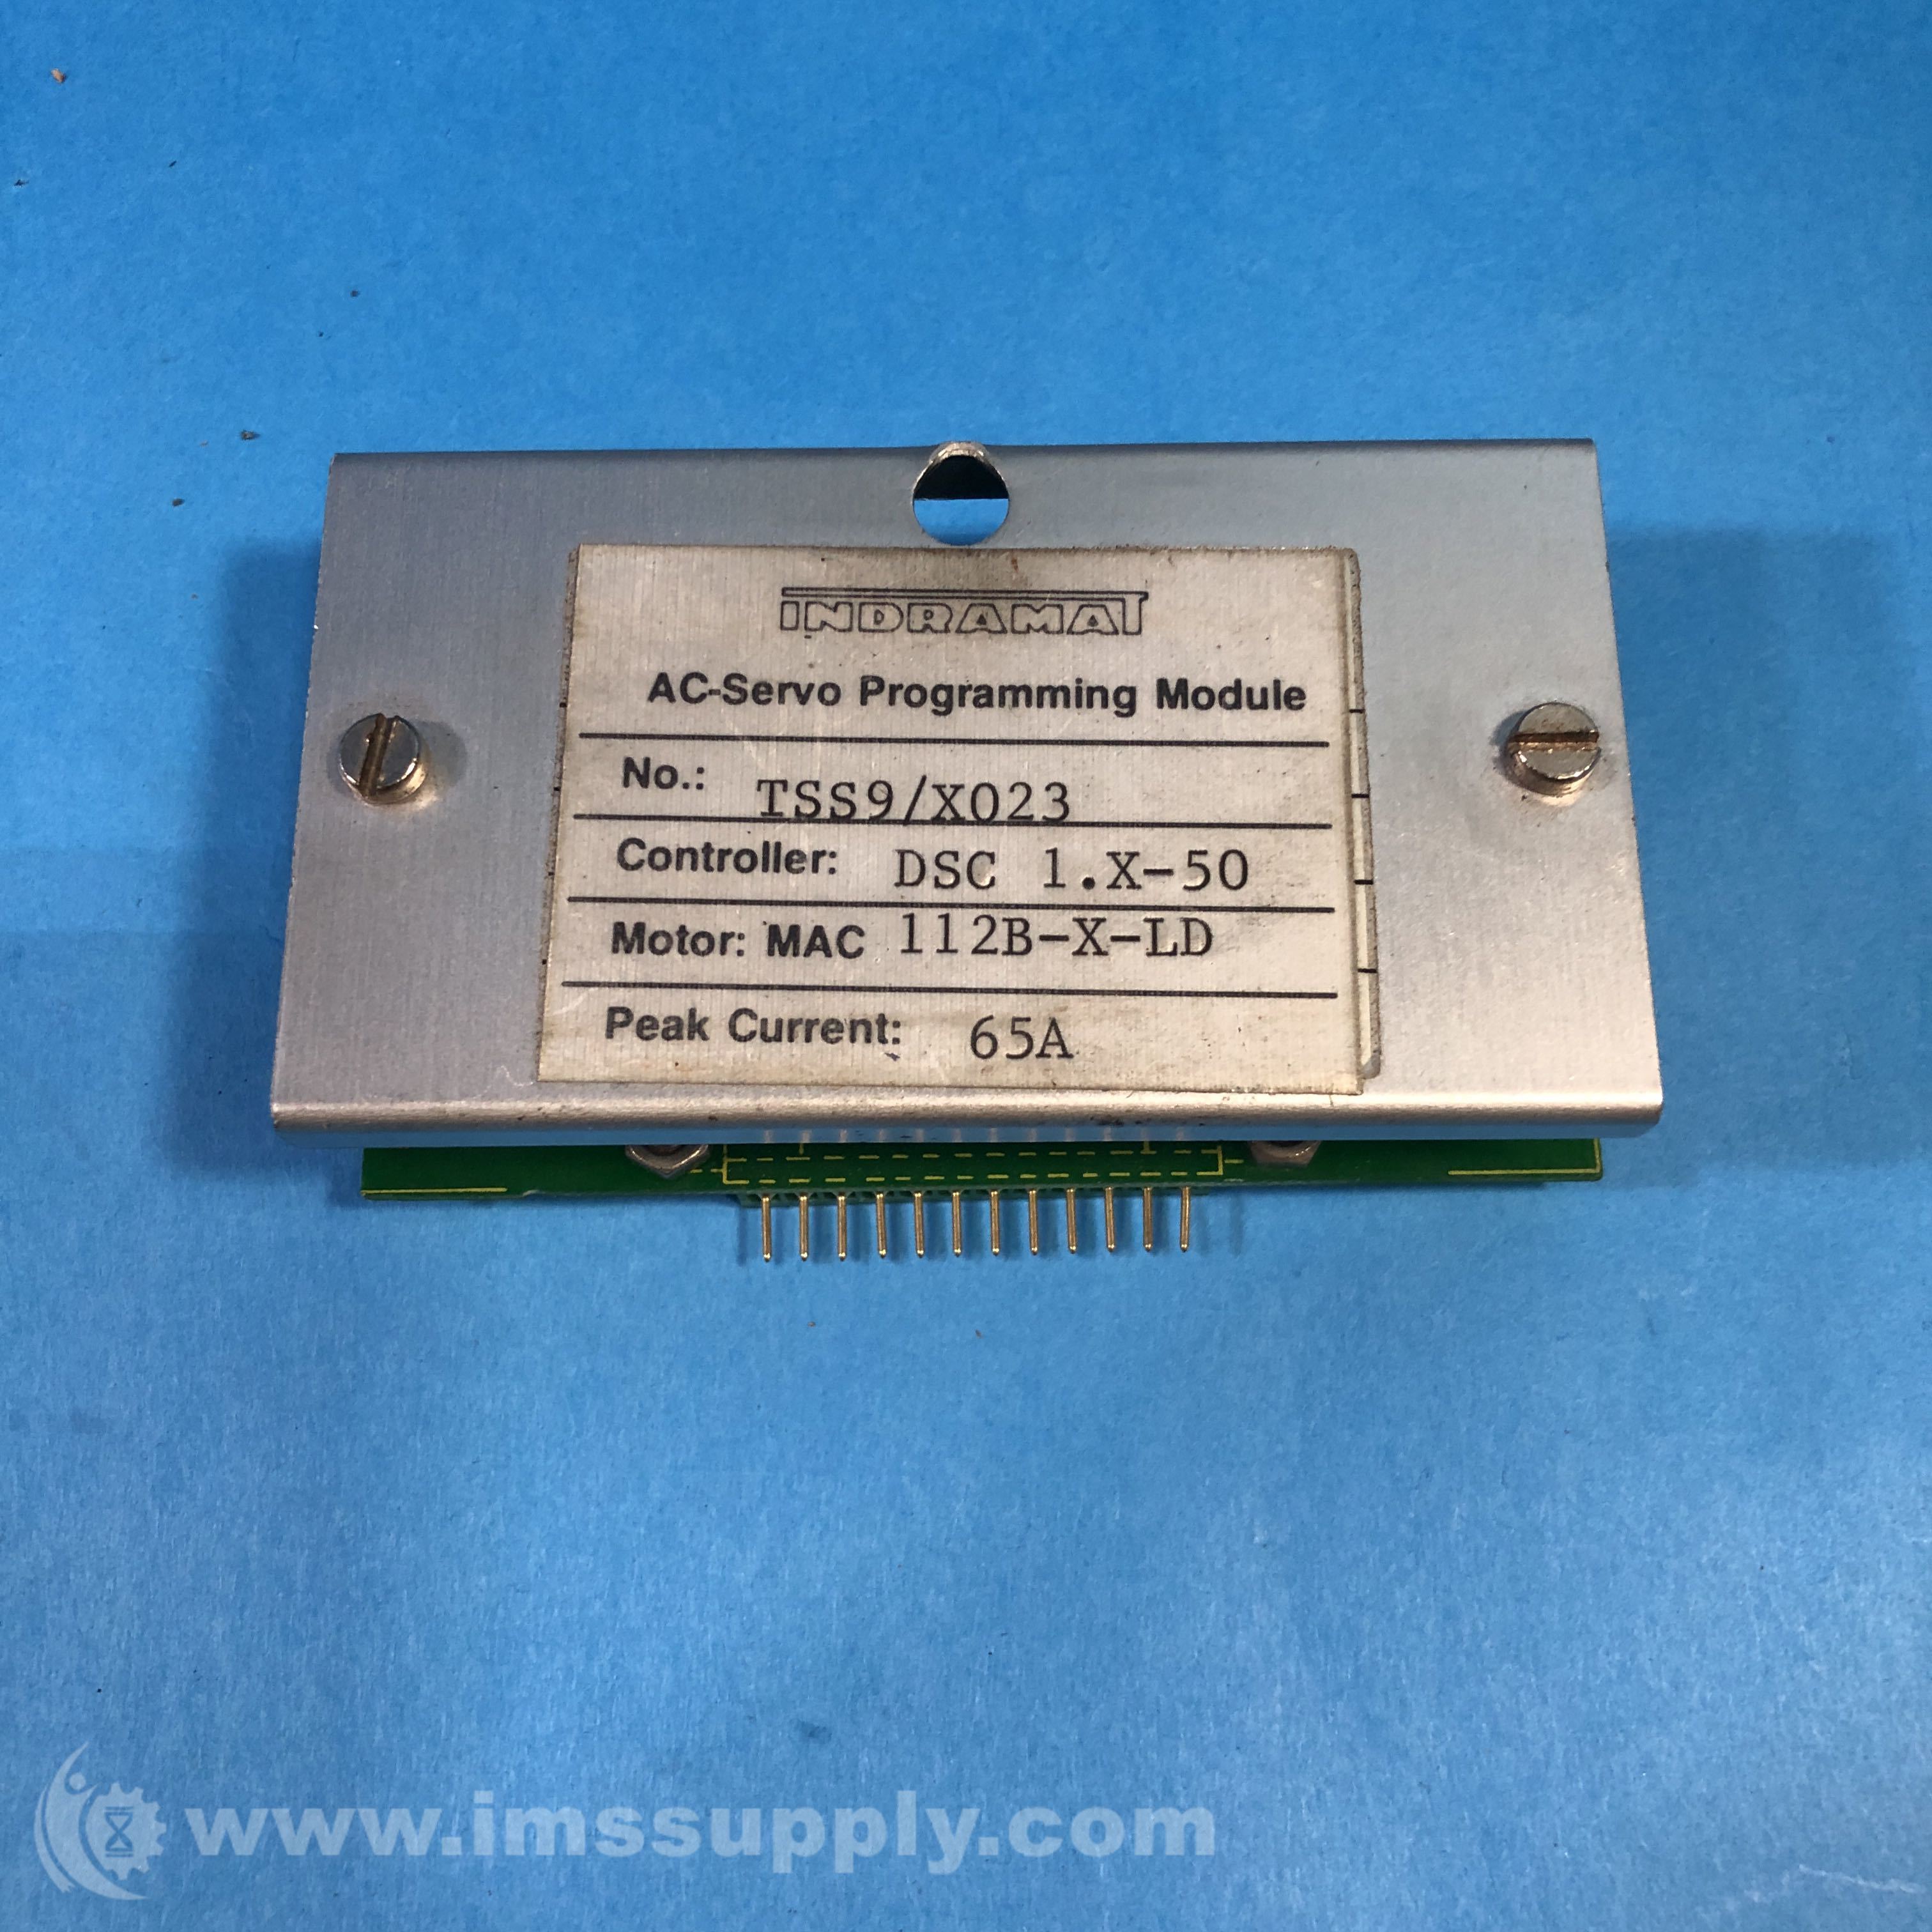 INDRAMAT
AC-Servo Programming Module
No.: TSS9/X023
Controller: DSC 1.X-50
Motor: MAC 112B-X-LD
Peak Current: 65A
www.imssupply.com